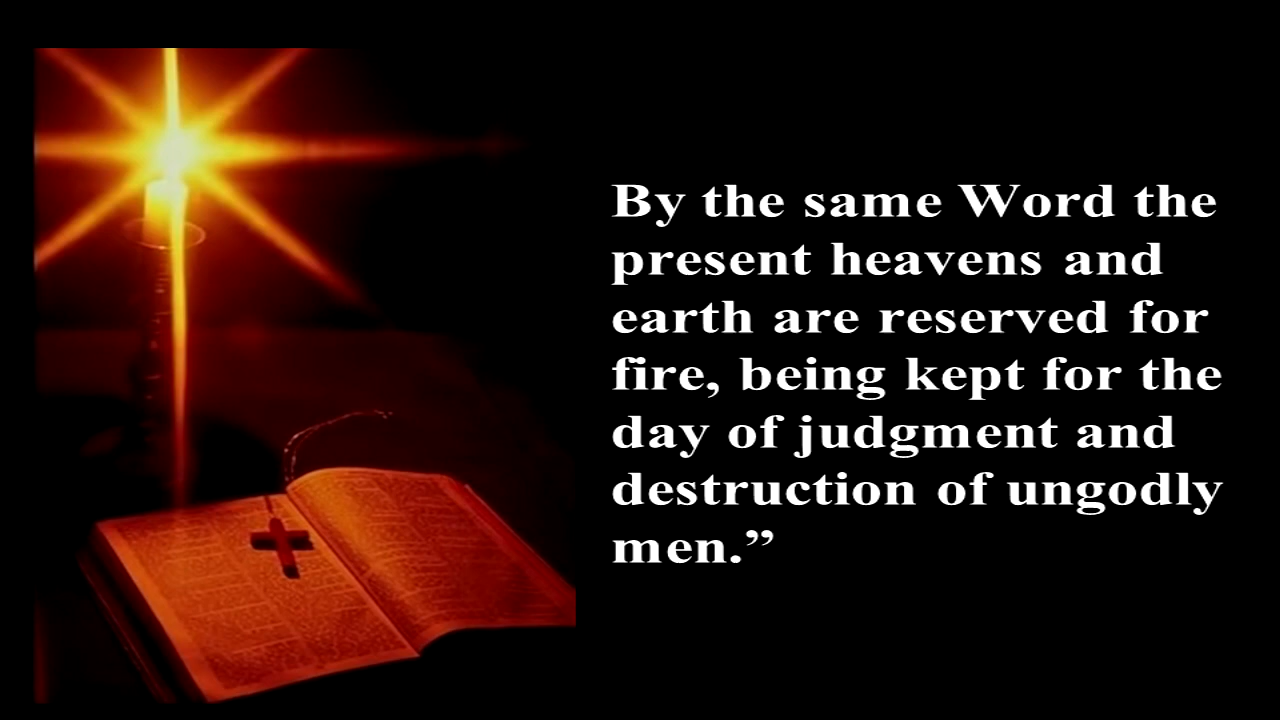 By the same Word the
present heavens and
earth are reserved for
fire, being kept for the
day of judgment and
destruction of ungodly
men.”